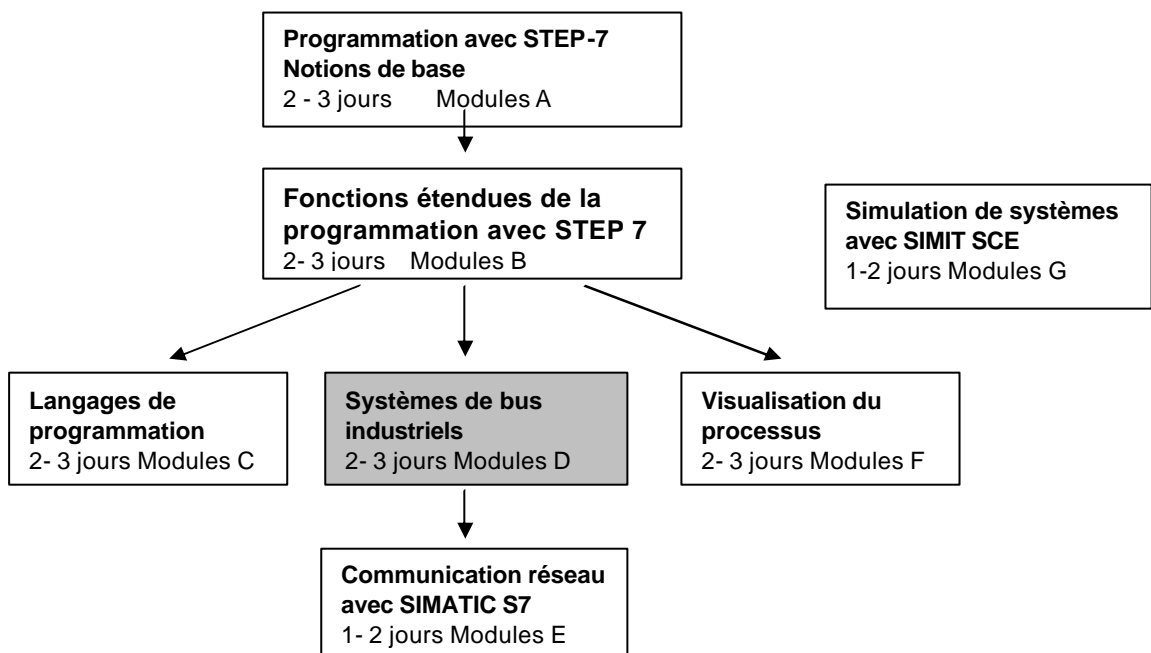 Programmation avec STEP-7
Notions de base
2 - 3 jours Modules A
Fonctions étendues de la
programmation avec STEP 7
2- 3 jours Modules B
Simulation de systèmes
avec SIMIT SCE
1-2 jours Modules G
Langages de
programmation
2- 3 jours Modules C
Systèmes de bus
industriels
2- 3 jours Modules D
Visualisation du
processus
2- 3 jours Modules F
Communication réseau
avec SIMATIC S7
1- 2 jours Modules E